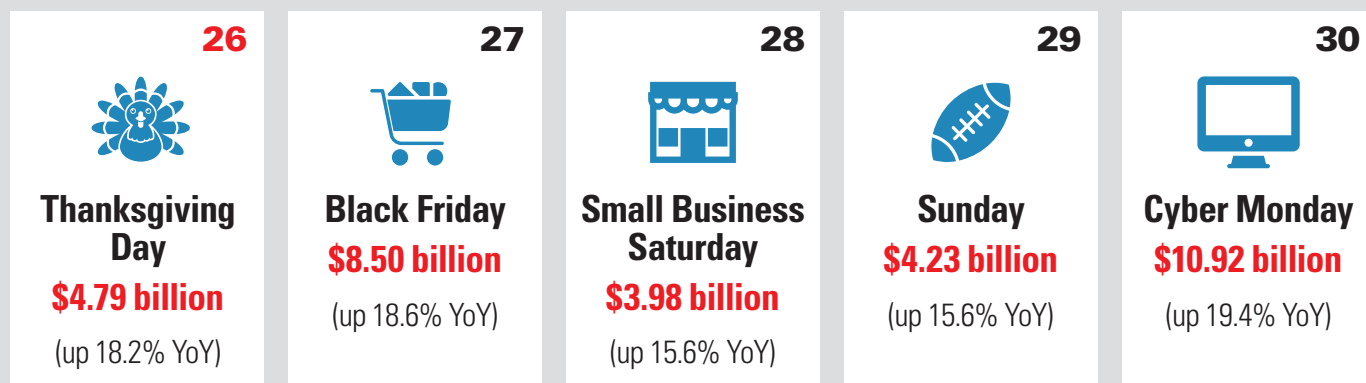 26
Thanksgiving
Day
$4.79 billion
(up 18.2% YoY)
27
Black Friday
$8.50 billion
(up 18.6% YoY)
28
Small Business
Saturday
$3.98 billion
(up 15.6% YoY)
29
Sunday
$4.23 billion
(up 15.6% YoY)
30
Cyber Monday
$10.92 billion
(up 19.4% YoY)